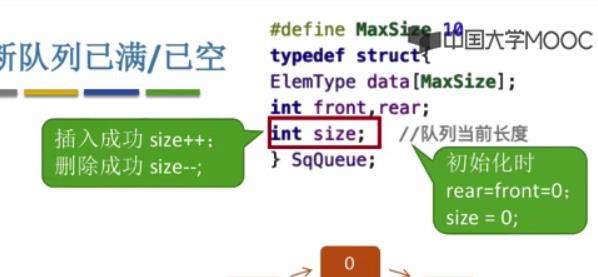 #define MaxSize 10
中国大学MOOC
断队列已满/已空
typedef struct{
ElemType data[MaxSize];
int front,rear;
int size; //队列当前长度
} SqQueue;
插入成功 size++;
删除成功 size--;
初始化时
rear=front=0;
size = 0;
0